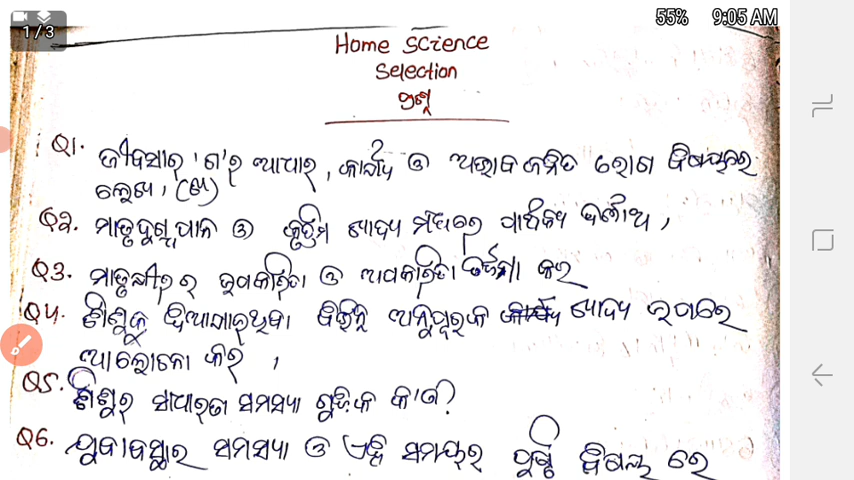 1/3
55% 9:05 AM
Home Science
Selection
ପ୍ରଶ୍ନ
Q1. ଜୀବସାର 'ଗ'ର ଆଧାର, କାର୍ଯ୍ୟ ଓ ଅଭାବ ଜନିତ ରୋଗ ବିଷୟରେ
ଲେଖ,
Q2. ମାତୃଦୁଗ୍ଧପାନ ଓ କୃତ୍ରିମ ଖାଦ୍ୟ ମଧ୍ୟରେ ପାର୍ଥକ୍ୟ ଦର୍ଶାଅ,
Q3. ମାତୃକ୍ଷୀରର ଉପକାରିତା ଓ ଅପକାରିତା ବର୍ଣ୍ଣନା କର
Q4. ଶିଶୁକୁ ଦିଆଯାଉଥିବା ବିଭିନ୍ନ ଅନୁପୂରକ ଖାଦ୍ୟ ଉପରେ
ଆଲୋଚନା କର,
Q5. ଶିଶୁର ସାଧାରଣ ସମସ୍ୟା ଗୁଡିକ କ'ଣ?
Q6. ଯୁବାବସ୍ଥାର ସମସ୍ୟା ଓ ଏହି ସମୟର ପୁଷ୍ଟି ବିଷୟ ରେ